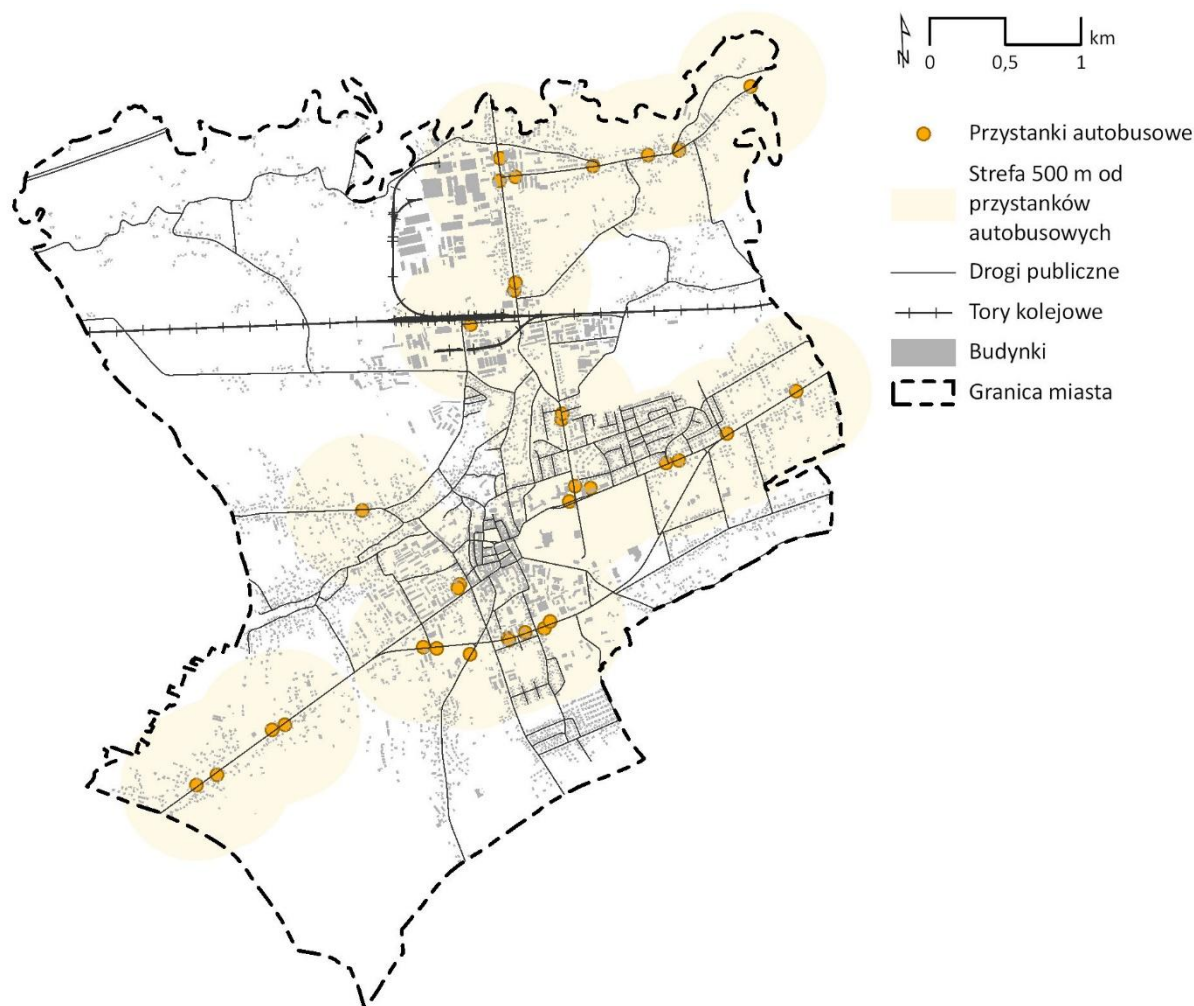 N
km
0
0,5
1
Przystanki autobusowe
Strefa 500 m od
przystanków
autobusowych
Drogi publiczne
Tory kolejowe
Budynki
Granica miasta